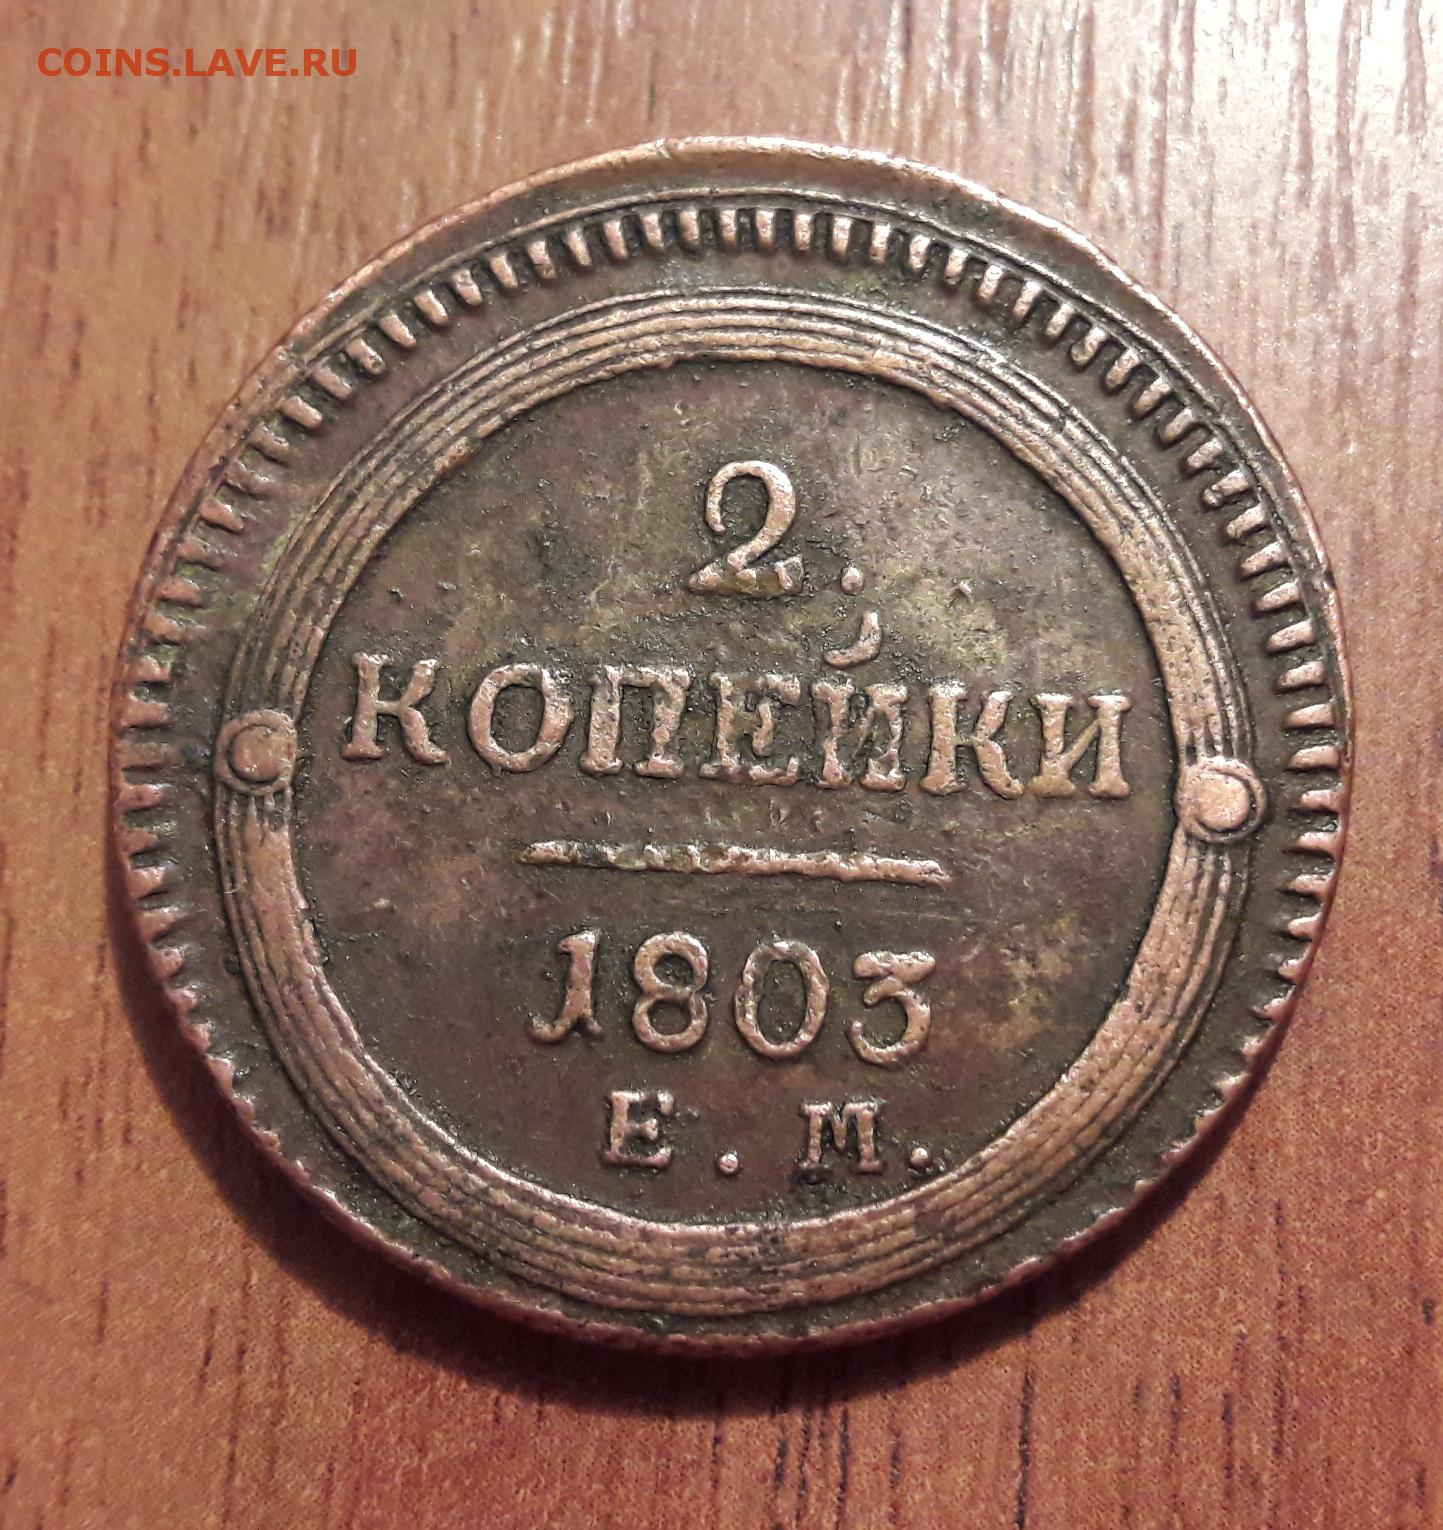 COINS.LAVE.RU
2.
КОПЕЙКИ
1803
Е. М.